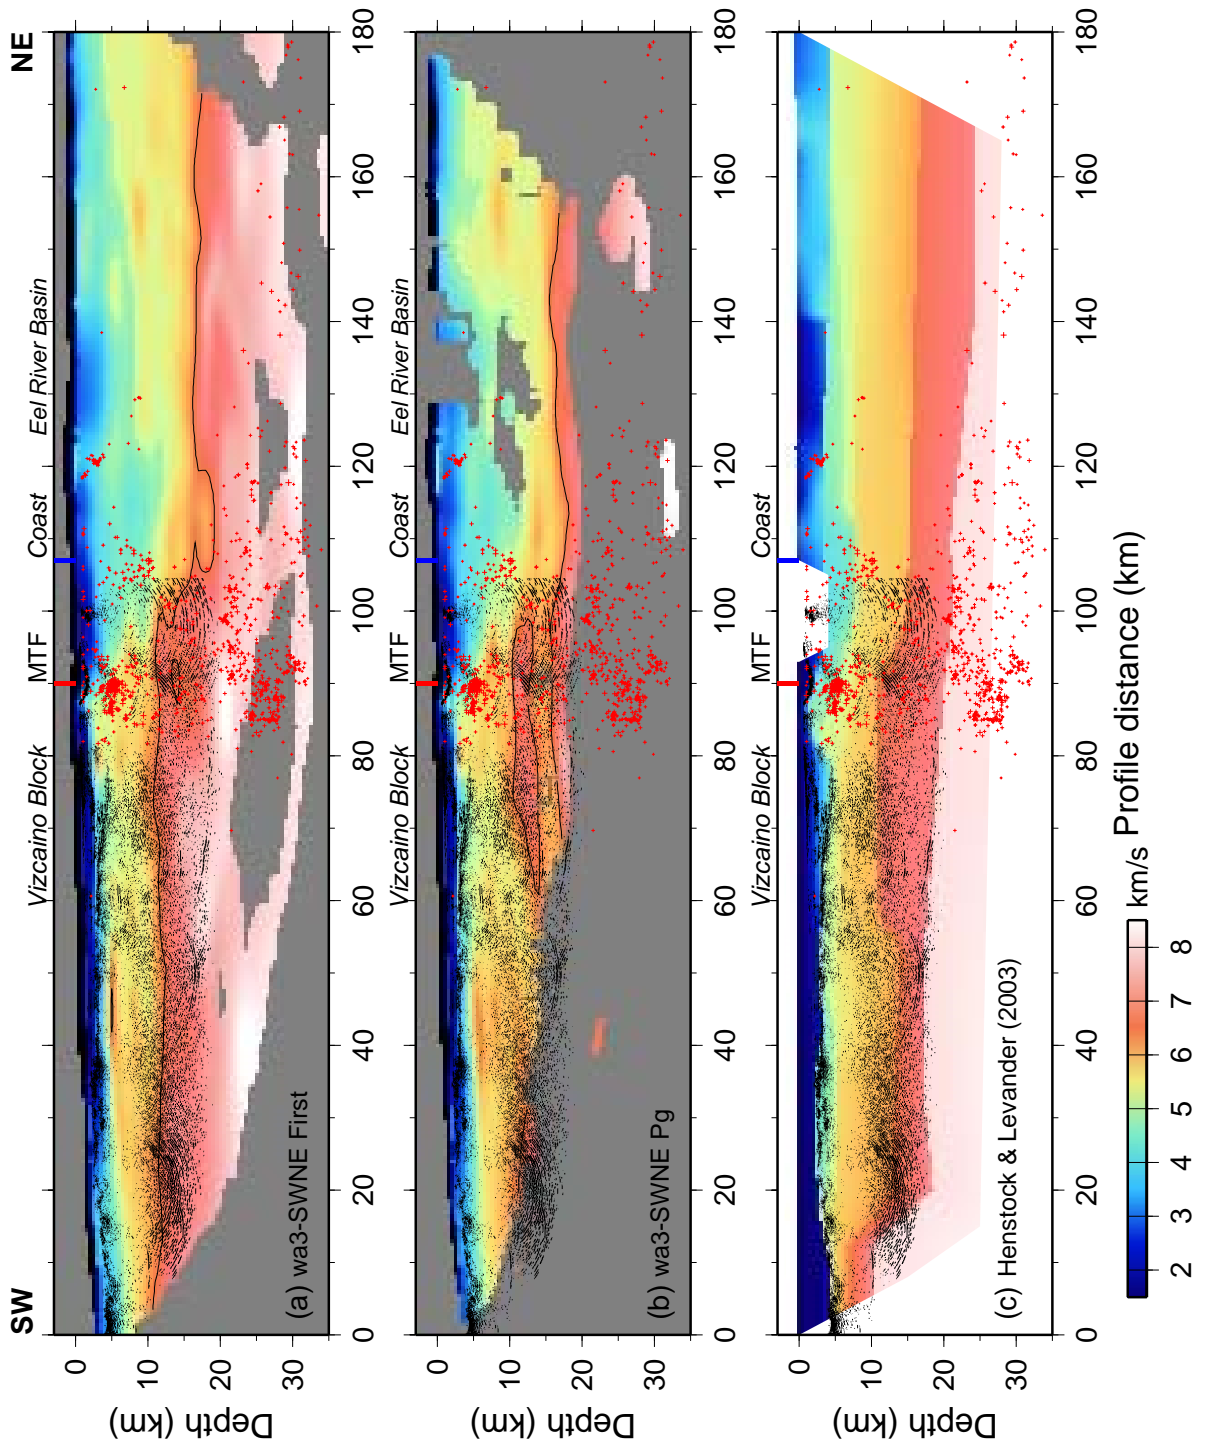 SW
NE
Vizcaino Block
MTF
Coast
Eel River Basin
0
10
20
30
Depth (km)
(a) wa3-SWNE First
0 20 40 60 80 100 120 140 160 180
Vizcaino Block
MTF
Coast
Eel River Basin
0
10
20
30
Depth (km)
(b) wa3-SWNE Pg
0 20 40 60 80 100 120 140 160 180
Vizcaino Block
MTF
Coast
0
10
20
30
Depth (km)
(c) Henstock & Levander (2003)
0 20 40 60 80 100 120 140 160 180
Profile distance (km)
km/s
2 3 4 5 6 7 8